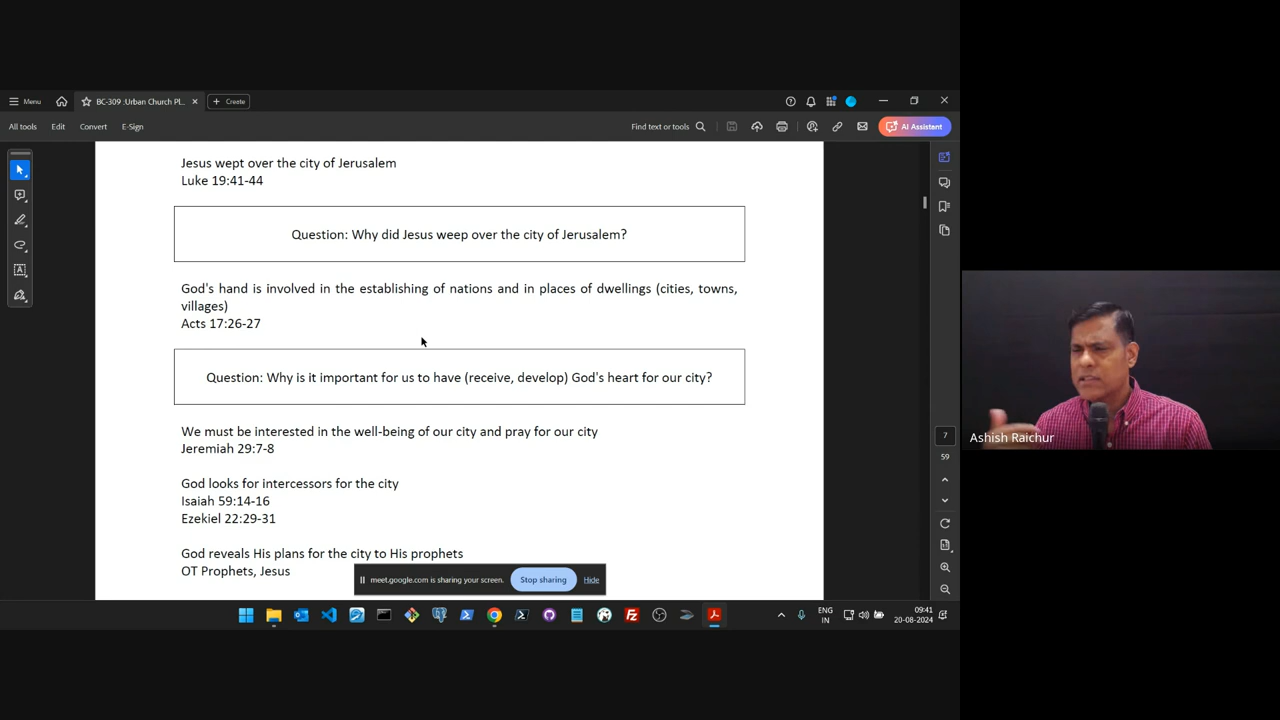 Menu
BC-309 :Urban Church Pl...
Create
All tools
Edit
Convert
E-Sign
Find text or tools
AI Assistant
Jesus wept over the city of Jerusalem
Luke 19:41-44
Question: Why did Jesus weep over the city of Jerusalem?
God's hand is involved in the establishing of nations and in places of dwellings (cities, towns,
villages)
Acts 17:26-27
Question: Why is it important for us to have (receive, develop) God's heart for our city?
We must be interested in the well-being of our city and pray for our city
Jeremiah 29:7-8
God looks for intercessors for the city
Isaiah 59:14-16
Ezekiel 22:29-31
God reveals His plans for the city to His prophets
OT Prophets, Jesus
7
59
meet.google.com is sharing your screen.
Stop sharing
Hide
ENG
IN
09:41
20-08-2024
Ashish Raichur